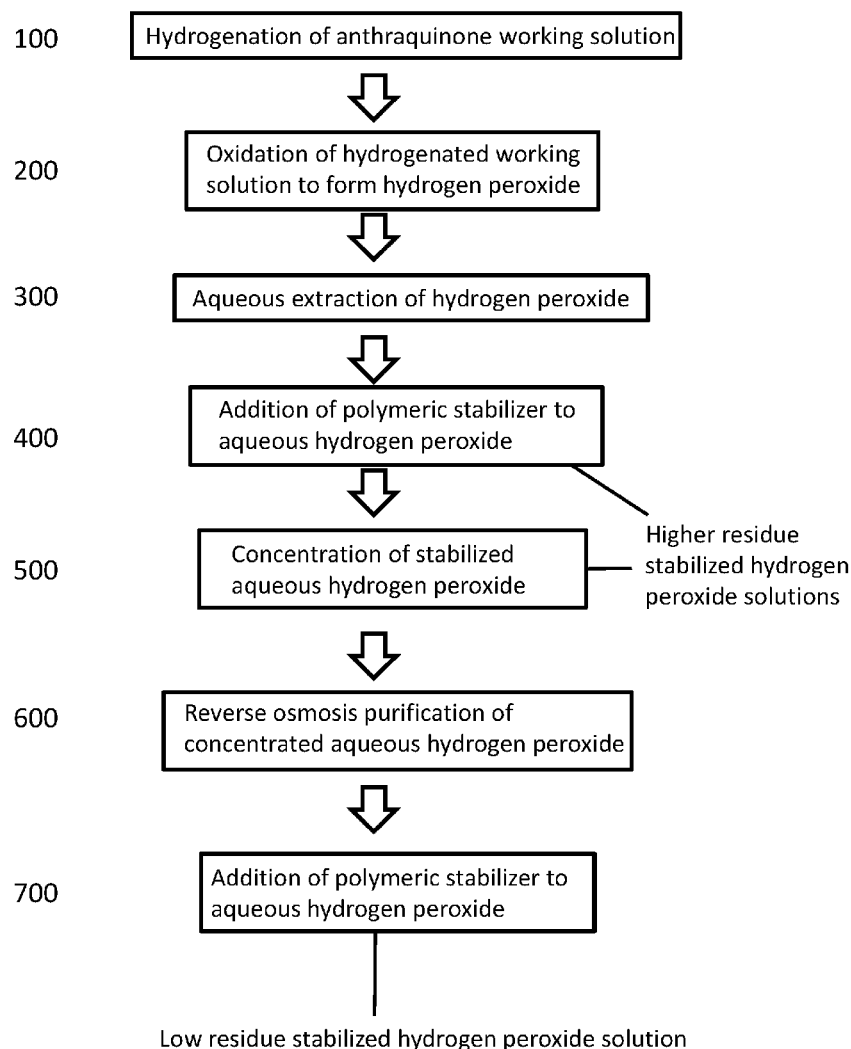 100
Hydrogenation of anthraquinone working solution
200
Oxidation of hydrogenated working
solution to form hydrogen peroxide
300
Aqueous extraction of hydrogen peroxide
400
Addition of polymeric stabilizer to
aqueous hydrogen peroxide
500
Concentration of stabilized
aqueous hydrogen peroxide
Higher residue
stabilized hydrogen
peroxide solutions
600
Reverse osmosis purification of
concentrated aqueous hydrogen peroxide
700
Addition of polymeric stabilizer to
aqueous hydrogen peroxide
Low residue stabilized hydrogen peroxide solution